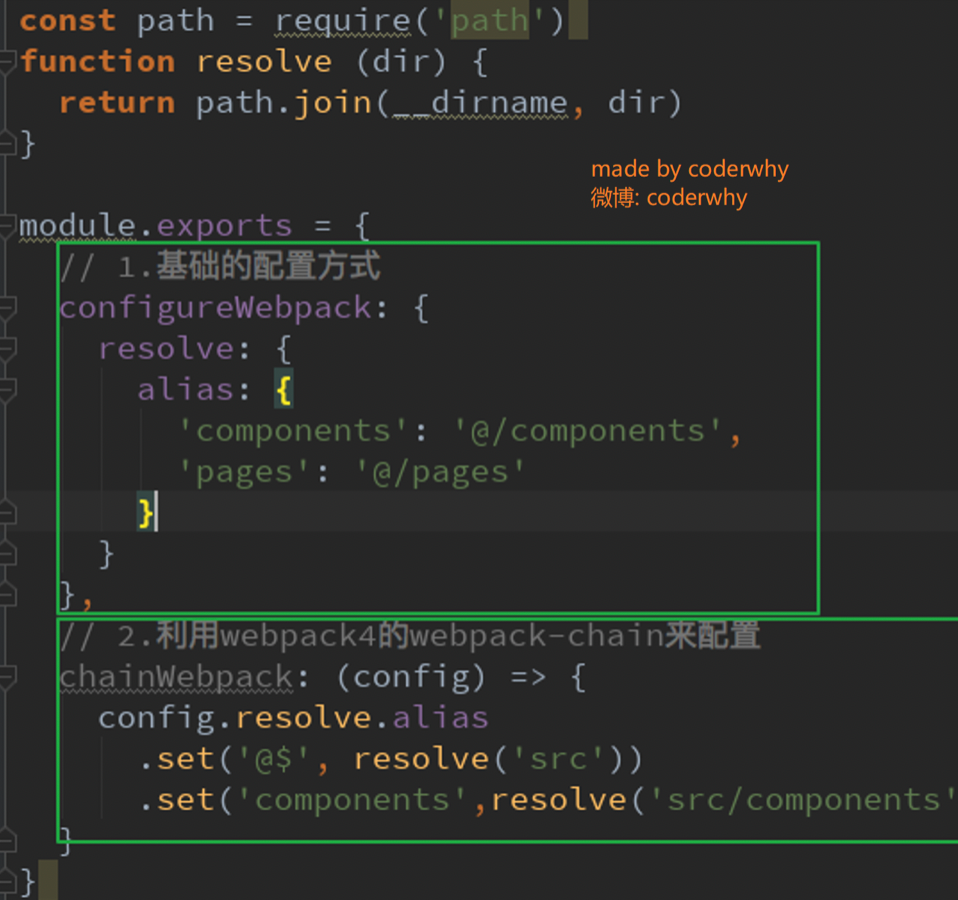 const path = require('path')
function resolve (dir) {
  return path.join(__dirname, dir)
}
made by coderwhy
微博: coderwhy
module.exports = {
  // 1.基础的配置方式
  configureWebpack: {
    resolve: {
      alias: {
        'components': '@/components',
        'pages': '@/pages'
      }
    }
  },
  // 2.利用webpack4的webpack-chain来配置
  chainWebpack: (config) => {
    config.resolve.alias
      .set('@$', resolve('src'))
      .set('components',resolve('src/components'
  }
}